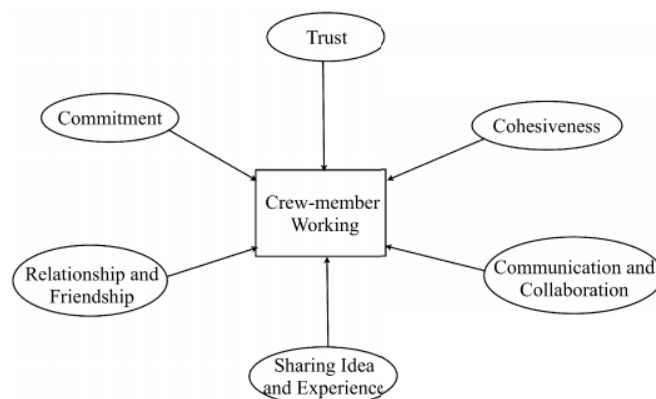 Trust
Commitment
Cohesiveness
Crew-member
Working
Relationship and
Friendship
Communication and
Collaboration
Sharing Idea
and Experience